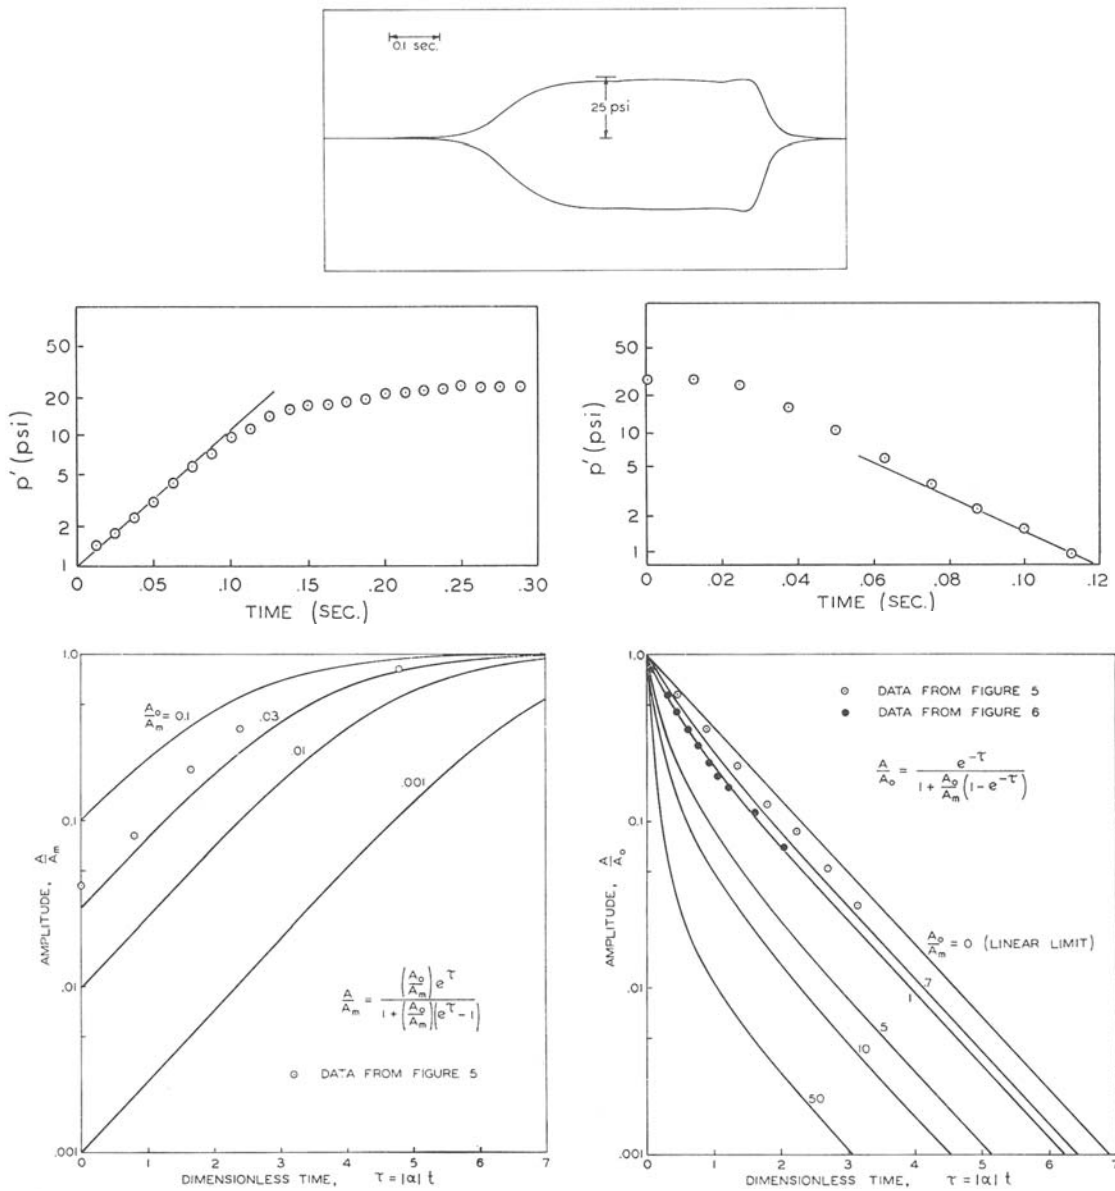 0.1 sec.
25 psi
50
20
10
5
2
1
p' (psi)
0 .05 .10 .15 .20 .25 0.30
TIME (SEC.)
50
20
10
5
2
1
p' (psi)
0 .02 .04 .06 .08 .10 .12
TIME (SEC.)
1.0
0.1
.01
.001
AMPLITUDE, A/Am
A₀/Am = 0.1
.03
.01
.001
A/Am = (A₀/Am) e^τ / 1 + (A₀/Am)(e^τ - 1)
⊙ DATA FROM FIGURE 5
0 1 2 3 4 5 6 7
DIMENSIONLESS TIME, τ = |α| t
1.0
0.1
.01
.001
AMPLITUDE, A/A₀
⊙ DATA FROM FIGURE 5
● DATA FROM FIGURE 6
A/A₀ = e^-τ / 1 + A₀/Am (1 - e^-τ)
A₀/Am = 0 (LINEAR LIMIT)
.7
1
5
10
50
0 1 2 3 4 5 6 7
DIMENSIONLESS TIME, τ = |α| t